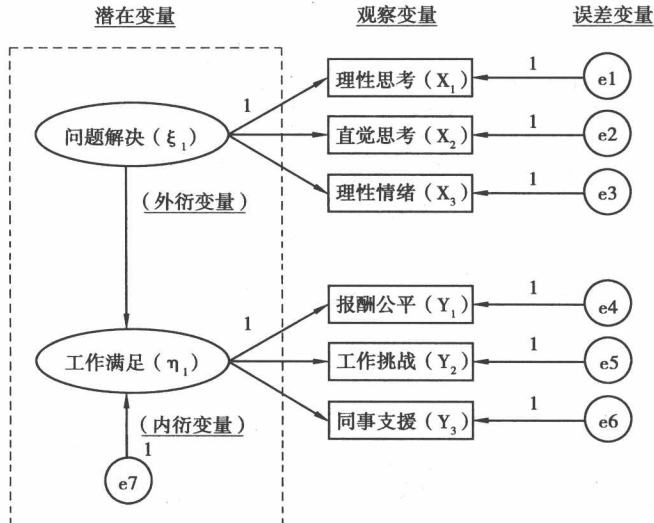 潜在变量 观察变量 误差变量
1 理性思考（X₁） 1 e1
问题解决（ξ₁） 直觉思考（X₂） 1 e2
理性情绪（X₃） 1 e3
（外衍变量）
1 报酬公平（Y₁） 1 e4
工作满足（η₁） 工作挑战（Y₂） 1 e5
同事支援（Y₃） 1 e6
（内衍变量）
1
e7